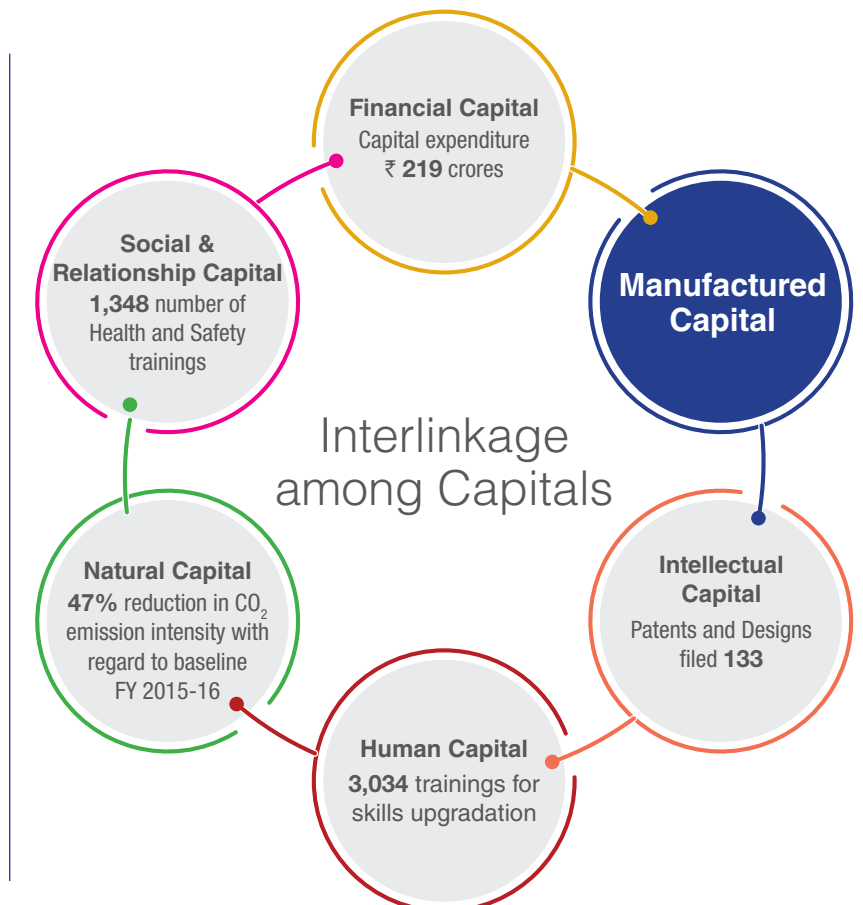 Financial Capital
Capital expenditure
₹ 219 crores
Manufactured
Capital
Social &
Relationship Capital
1,348 number of
Health and Safety
trainings
Interlinkage
among Capitals
Intellectual
Capital
Patents and Designs
filed 133
Natural Capital
47% reduction in CO₂
emission intensity with
regard to baseline
FY 2015-16
Human Capital
3,034 trainings for
skills upgradation